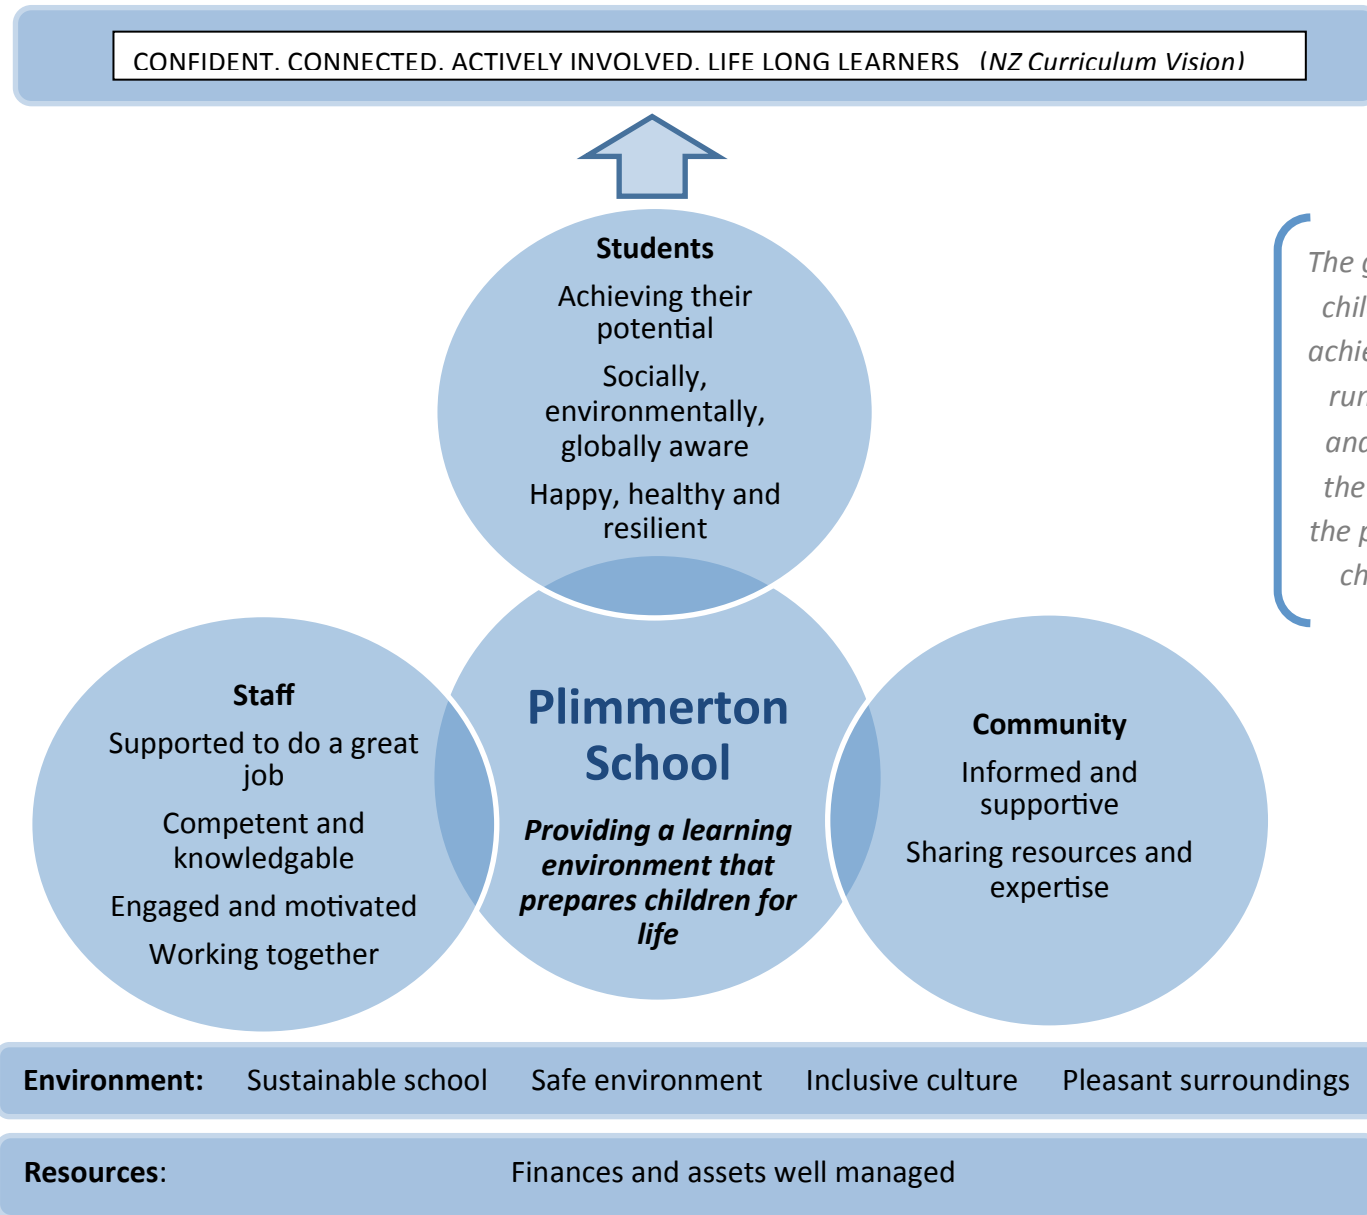 CONFIDENT. CONNECTED. ACTIVELY INVOLVED. LIFE LONG LEARNERS (NZ Curriculum Vision)
Students
Achieving their
potential
Socially,
environmentally,
globally aware
Happy, healthy and
resilient
The
the
the
Staff
Supported to do a great
job
Competent and
knowledgable
Engaged and motivated
Working together
Plimmerton
School
Providing a learning
environment that
prepares children for
life
Community
Informed and
supportive
Sharing resources and
expertise
Environment: Sustainable school Safe environment Inclusive culture Pleasant surroundings
Resources: Finances and assets well managed